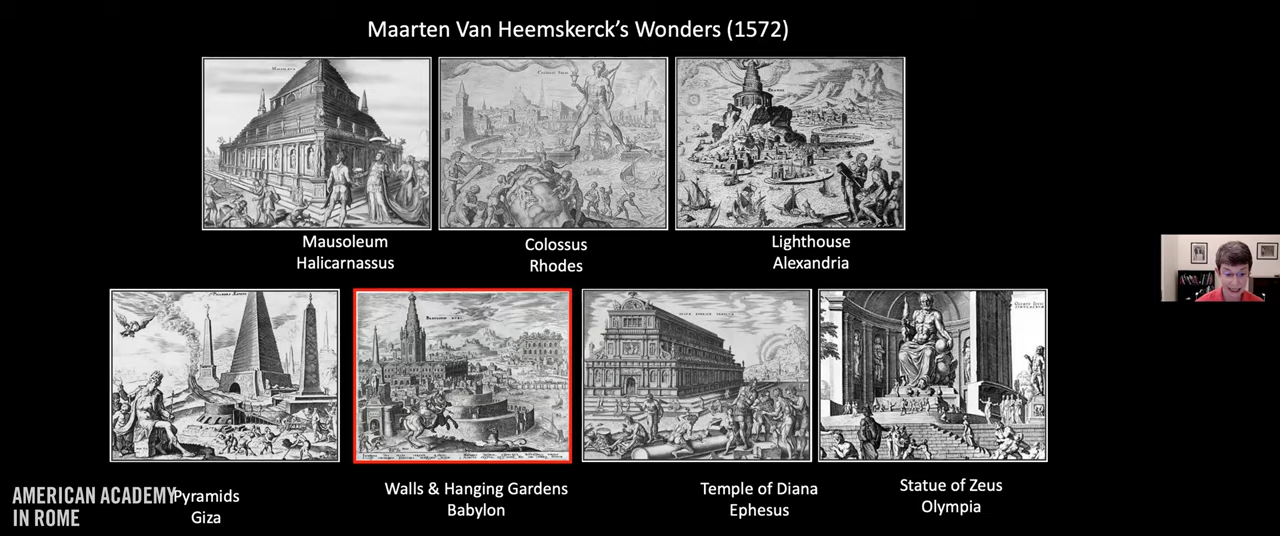 Maarten Van Heemskerck's Wonders (1572)
Mausoleum
Halicarnassus
Colossus
Rhodes
Lighthouse
Alexandria
Pyramids
Giza
Walls & Hanging Gardens
Babylon
Temple of Diana
Ephesus
Statue of Zeus
Olympia
AMERICAN ACADEMY
IN ROME